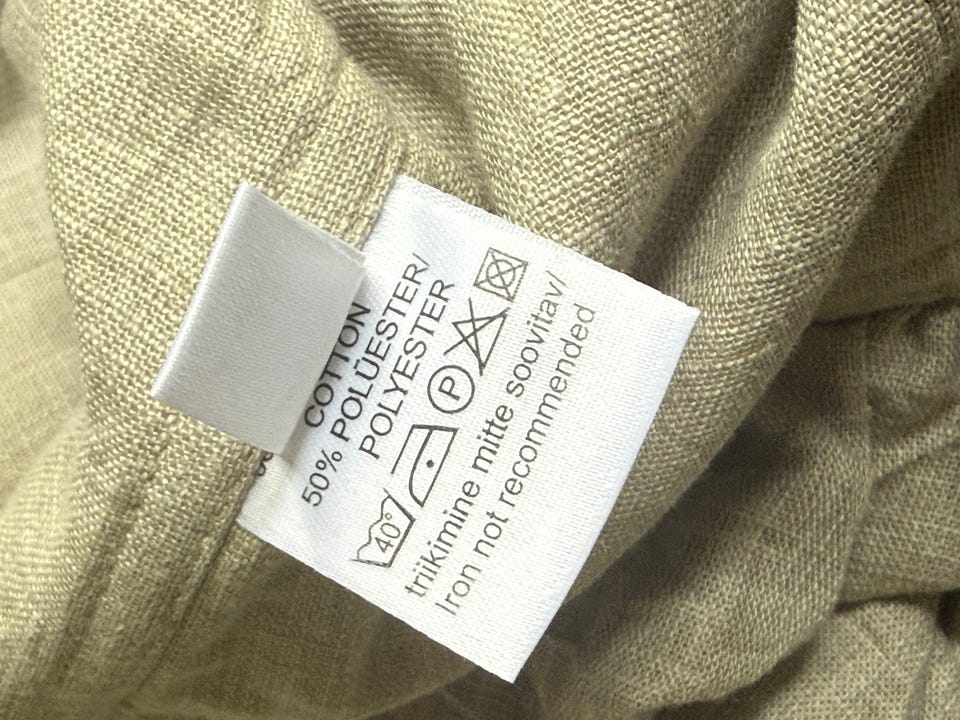 COTTON
50% POLÜESTER/
POLYESTER
40° P
triikimine mitte soovitav/
Iron not recommended